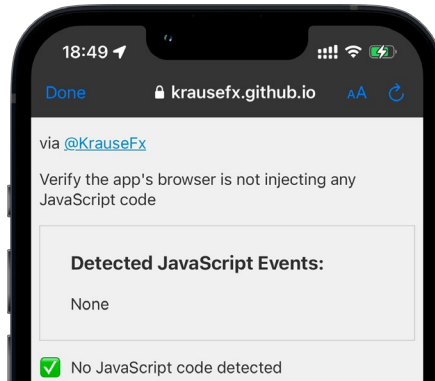 18:49
Done krausefx.github.io AA
via @KrauseFx
Verify the app's browser is not injecting any
JavaScript code
Detected JavaScript Events:
None
No JavaScript code detected